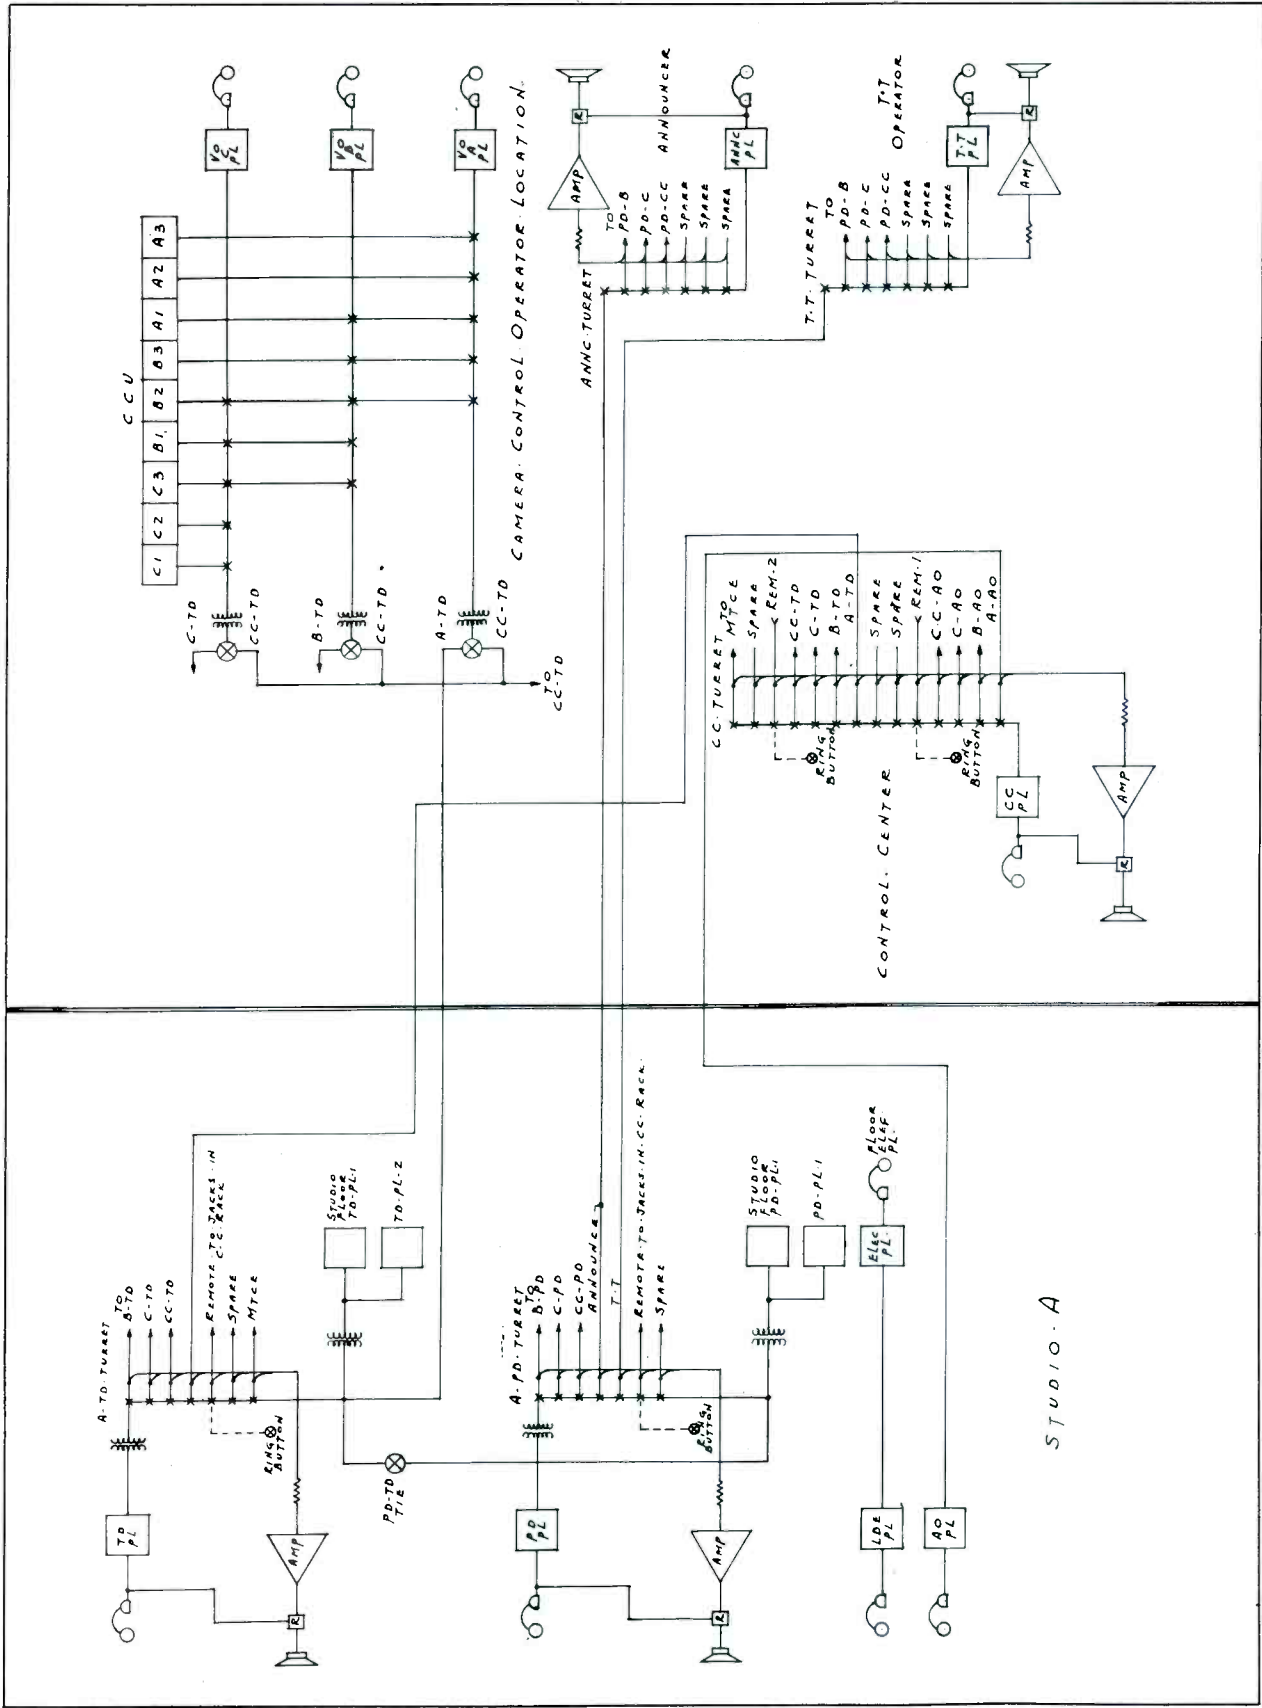 CCU
C1 C2 C3 B1 B2 B3 A1 A2 A3
C-TD
CC-TD
VO C PL
B-TD
CC-TD
VO B PL
A-TD
CC-TD
VO A PL
TO CC-TD
CAMERA CONTROL OPERATOR LOCATION
ANNC-TURRET
AMP
R
TO
PD-B
PD-C
PD-CC
SPARE
SPARE
SPARE
ANNOUNCER
ANNC PL
T.T. TURRET
TO
PD-B
PD-C
PD-CC
SPARE
SPARE
SPARE
T.T OPERATOR
T.T PL
AMP
R
CC-TURRET
TO
MTCE
SPARE
REM-2
CC-TD
C-TD
B-TD
A-TD
SPARE
SPARE
REM-1
C-C-AO
C-AO
B-AO
A-AO
RING BUTTON
RING BUTTON
CONTROL CENTER
CC PL
AMP
R
A-TD-TURRET
TO
B-TD
C-TD
CC-TD
REMOTE-TO-JACKS-IN
C-C-RACK
SPARE
MTCE
TD PL
RING BUTTON
AMP
R
STUDIO FLOOR TD-PL-1
TD-PL-2
PD-TD TIE
A-PD-TURRET
TO
B-PD
C-PD
CC-PD
ANNOUNCER
T-T
REMOTE-TO-JACKS-IN-CC-RACK
SPARE
PD PL
RING BUTTON
AMP
R
STUDIO FLOOR PD-PL-1
PD-PL-1
LDE PL
ELEC PL
FLOOR ELEF PL.
AO PL
STUDIO-A